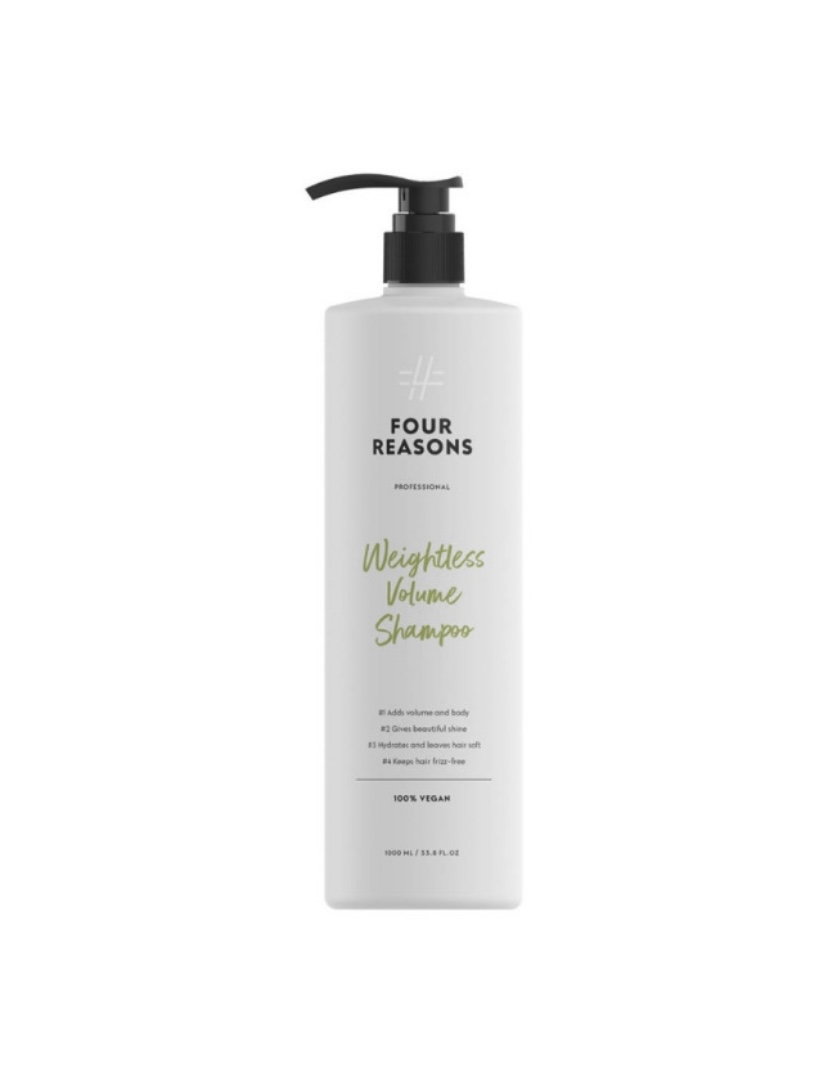 FOUR
REASONS
PROFESSIONAL
Weightless
Volume
Shampoo
#1 Adds volume and body
#2 Gives beautiful shine
#3 Hydrates and leaves hair soft
#4 Keeps hair frizz-free
100% VEGAN
1000 ML / 33.8 FL.OZ